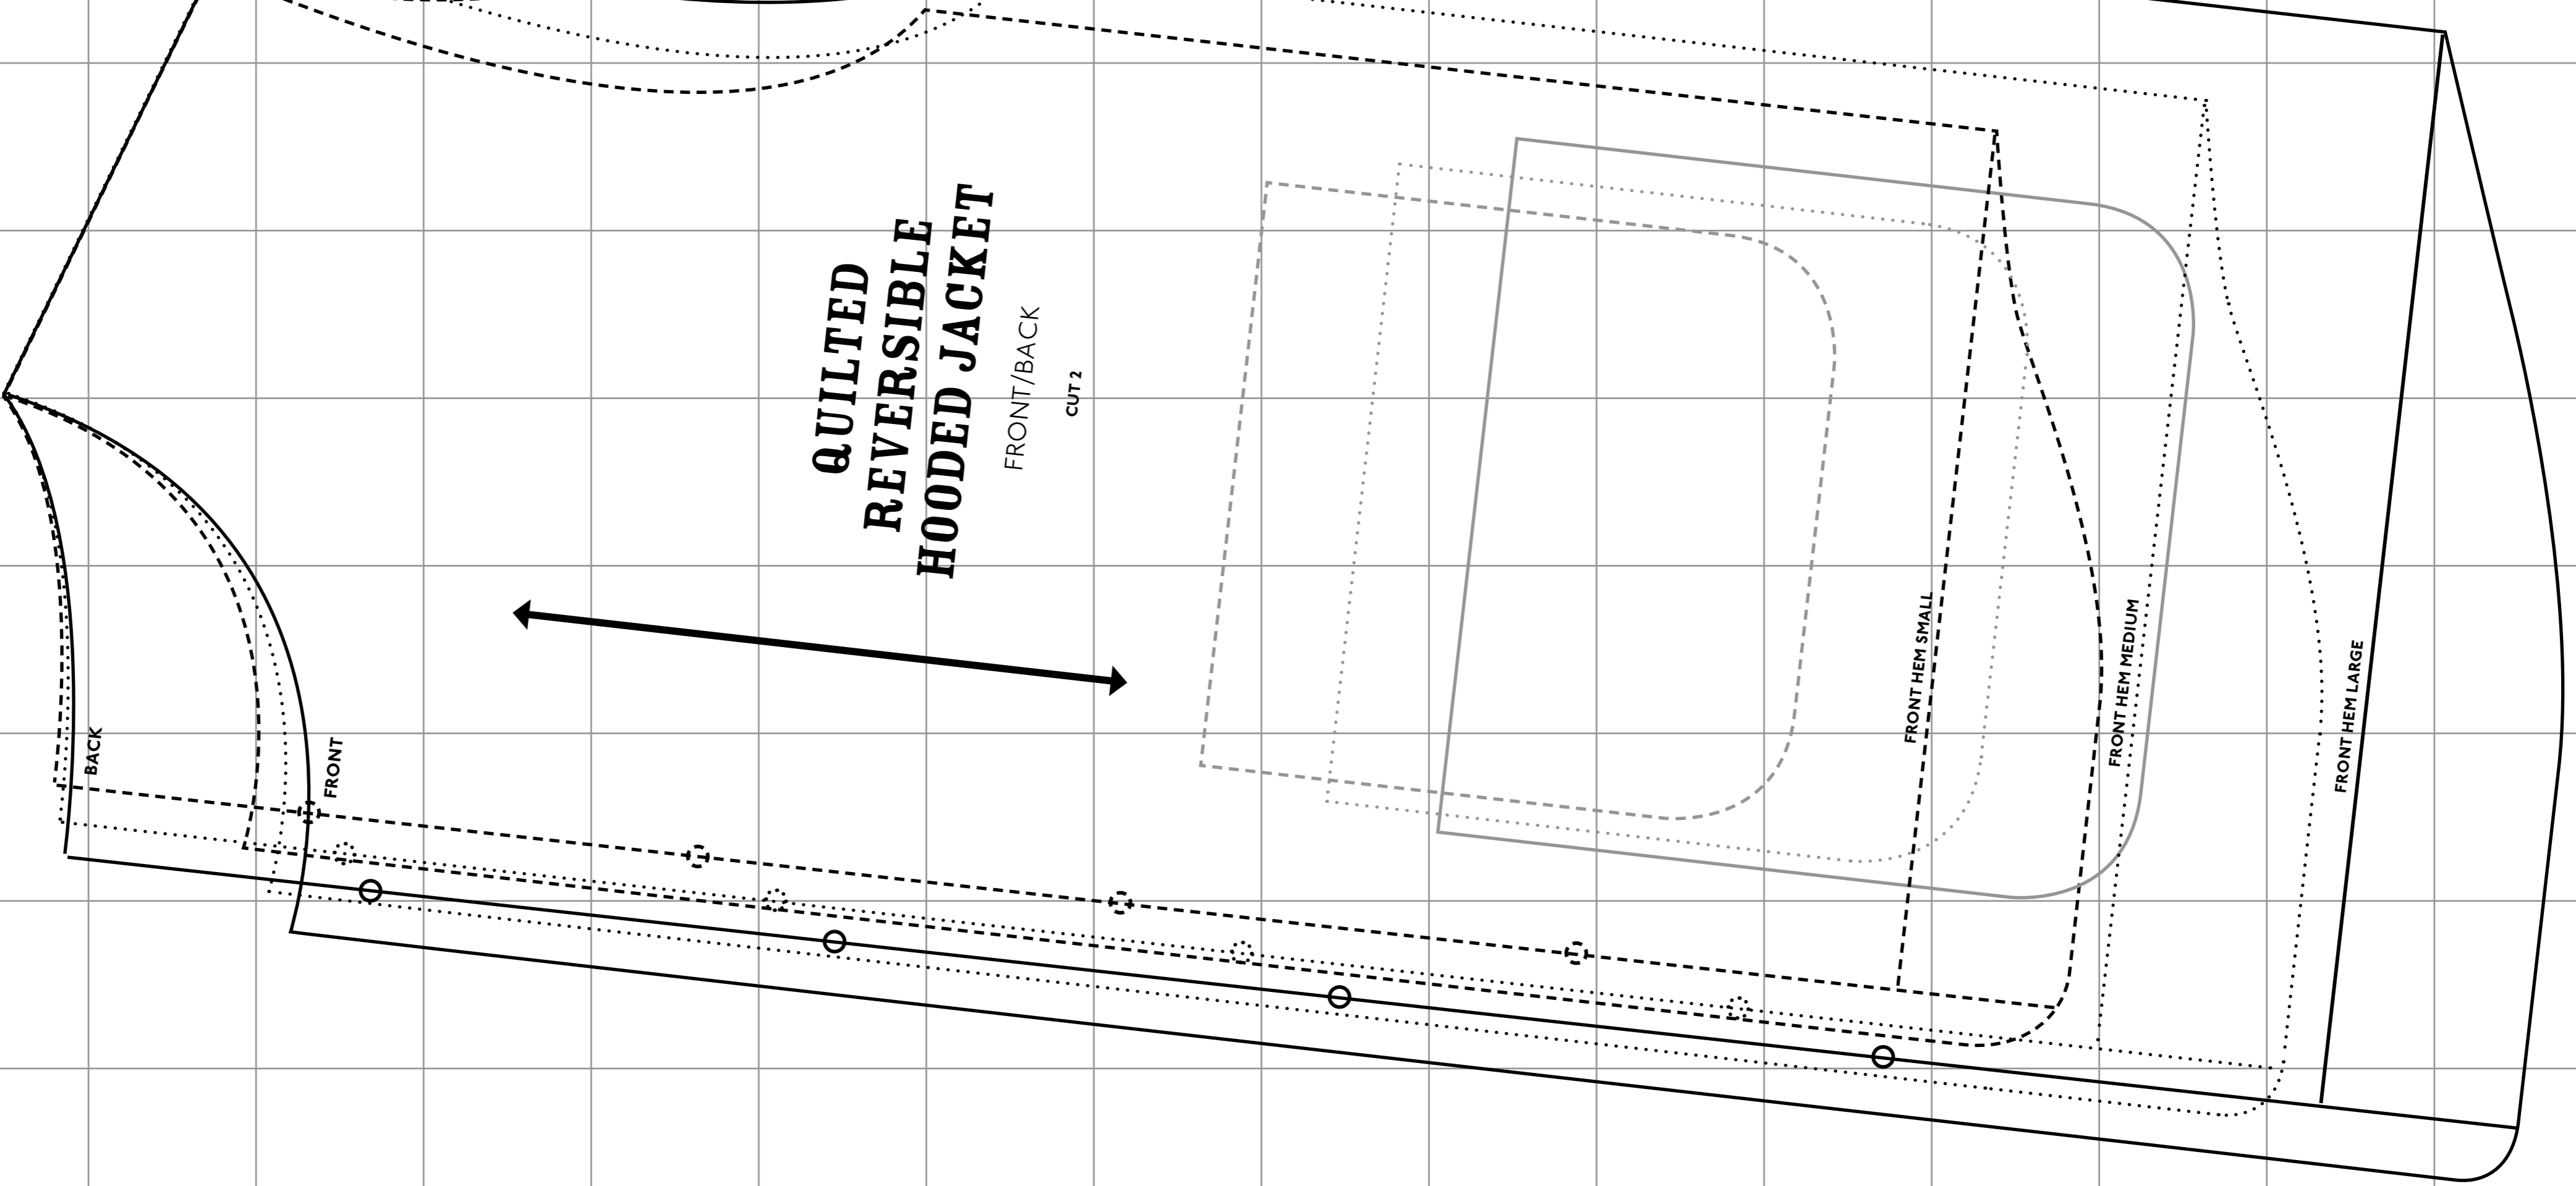 QUILTED
REVERSIBLE
HOODED JACKET
FRONT/BACK
CUT 2
BACK
FRONT
FRONT HEM SMALL
FRONT HEM MEDIUM
FRONT HEM LARGE